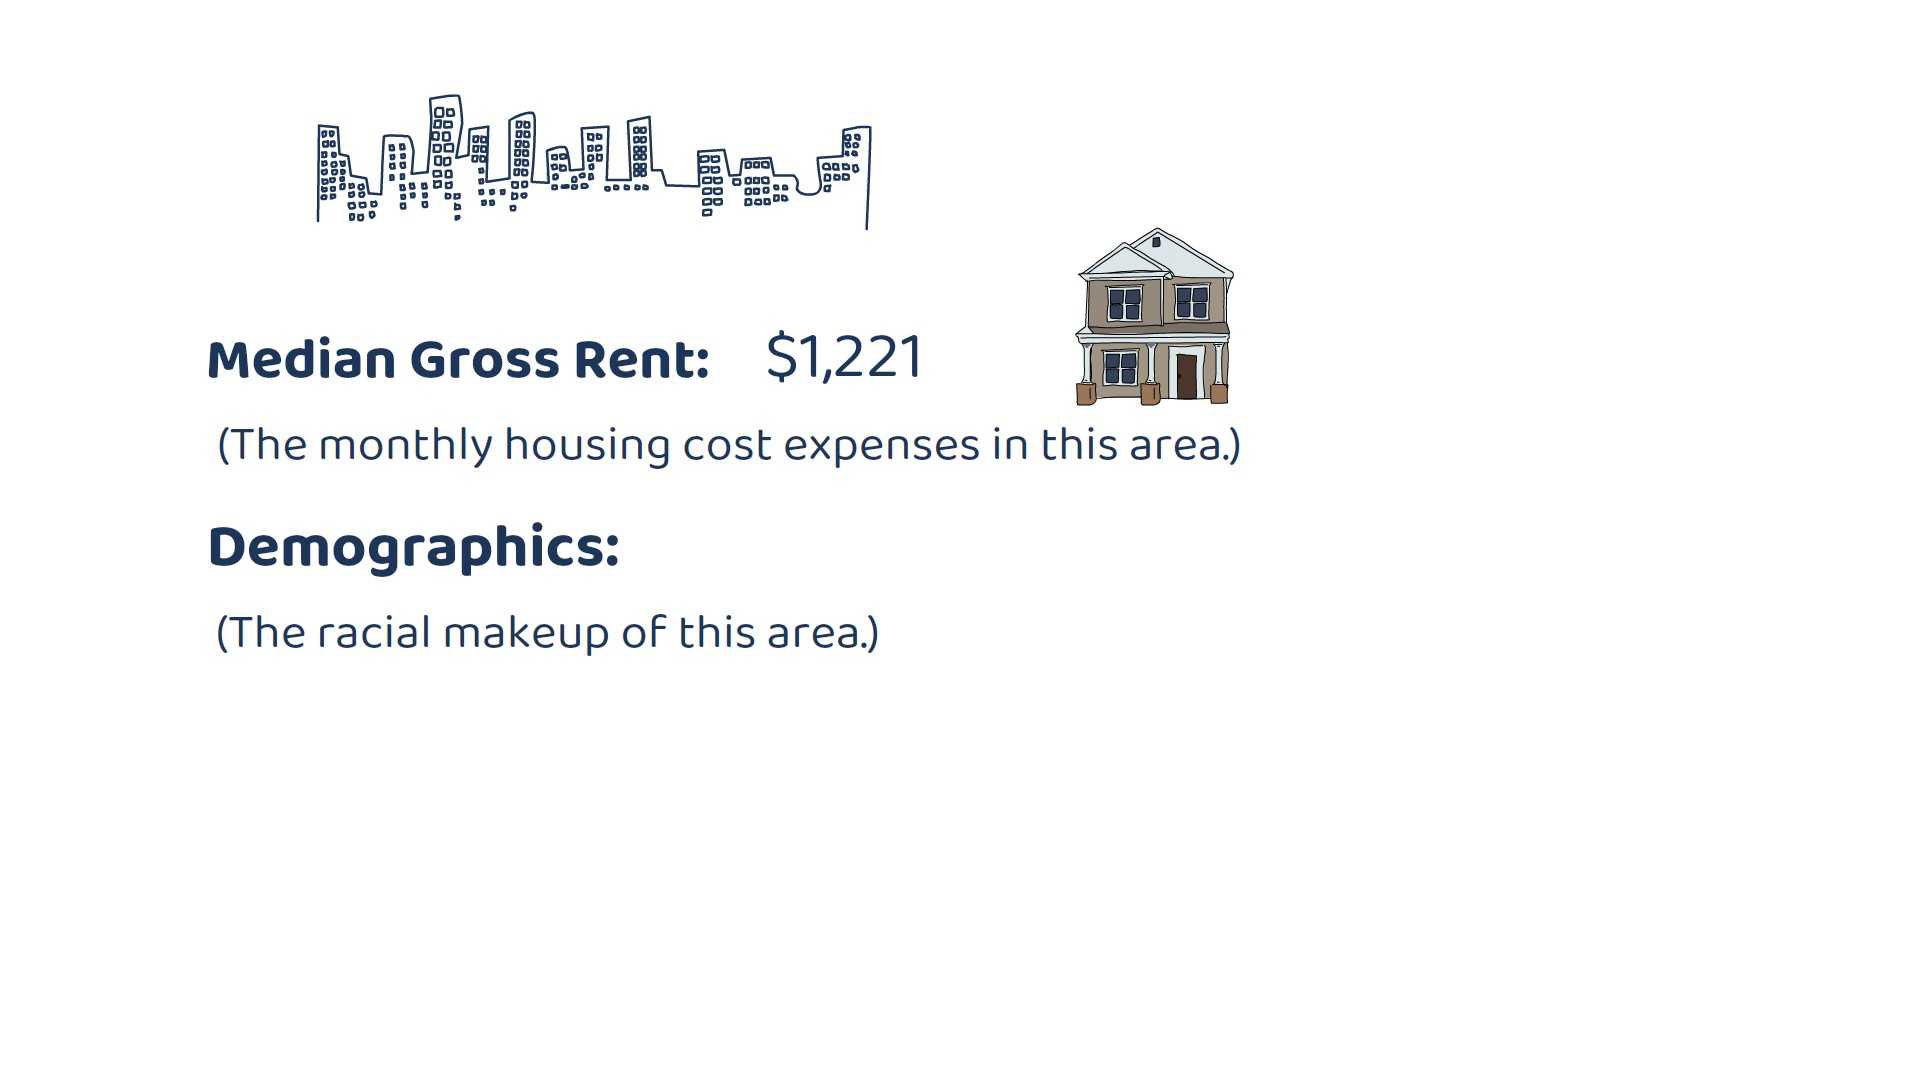 Median Gross Rent: $1,221
(The monthly housing cost expenses in this area.)
Demographics:
(The racial makeup of this area.)